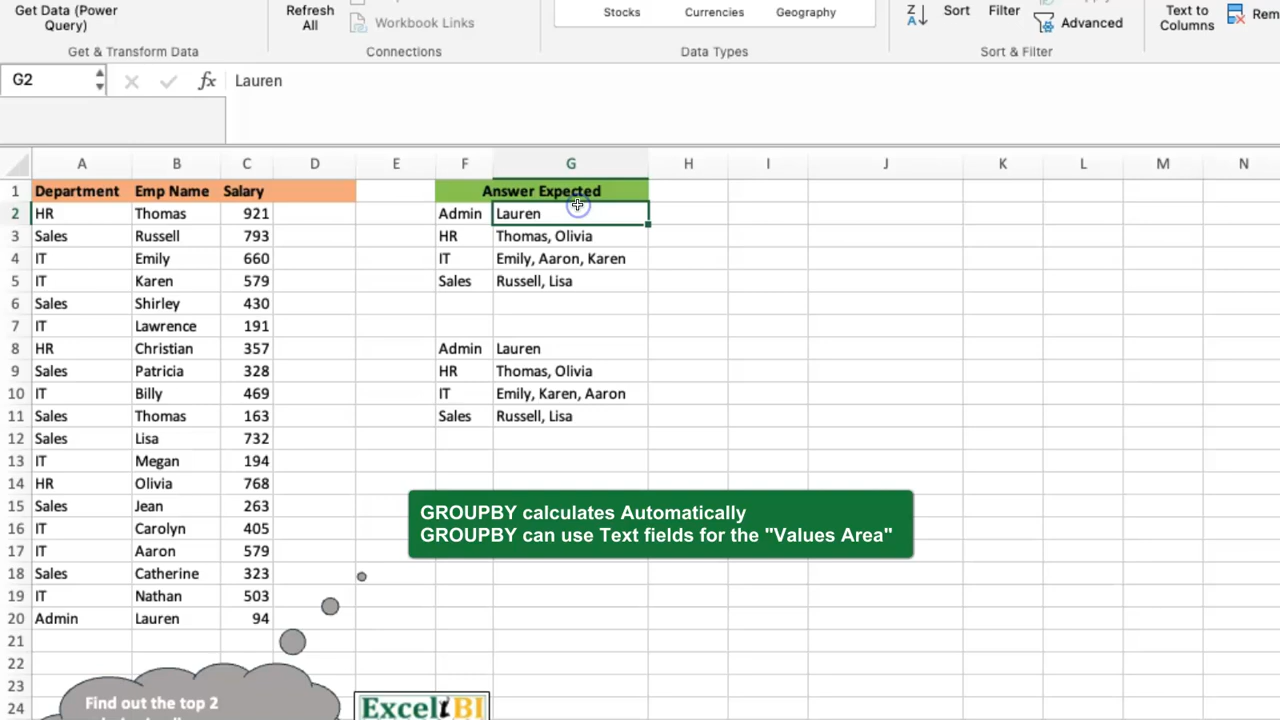 Get Data (Power
Query)
Get & Transform Data
Refresh
All
Workbook Links
Connections
Stocks
Currencies
Geography
Data Types
Z
A
Sort
Filter
Advanced
Sort & Filter
Text to
Columns
Rem
G2
fx
Lauren
A B C D E F G H I J K L M N
1 Department Emp Name Salary Answer Expected
2 HR Thomas 921 Admin Lauren
3 Sales Russell 793 HR Thomas, Olivia
4 IT Emily 660 IT Emily, Aaron, Karen
5 IT Karen 579 Sales Russell, Lisa
6 Sales Shirley 430
7 IT Lawrence 191
8 HR Christian 357 Admin Lauren
9 Sales Patricia 328 HR Thomas, Olivia
10 IT Billy 469 IT Emily, Karen, Aaron
11 Sales Thomas 163 Sales Russell, Lisa
12 Sales Lisa 732
13 IT Megan 194
14 HR Olivia 768
15 Sales Jean 263
16 IT Carolyn 405
17 IT Aaron 579
18 Sales Catherine 323
19 IT Nathan 503
20 Admin Lauren 94
21
22
23
24
GROUPBY calculates Automatically
GROUPBY can use Text fields for the "Values Area"
Find out the top 2
Excel BI